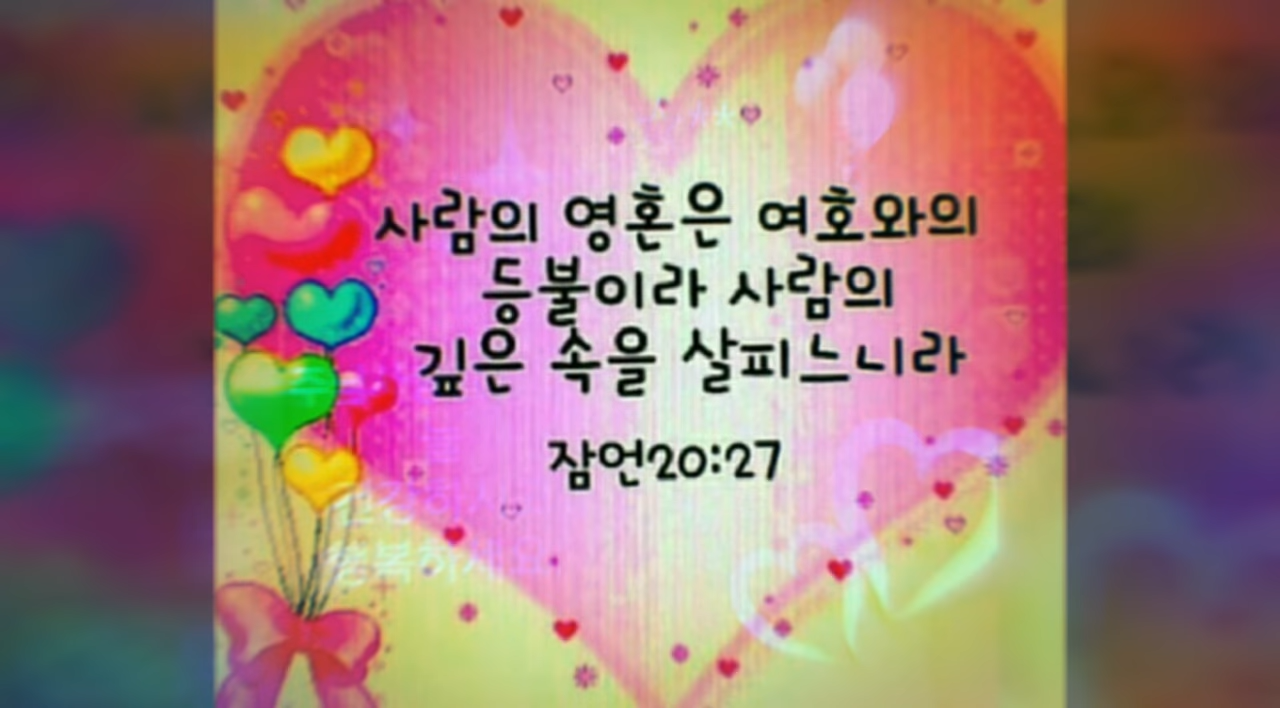 사람의 영혼은 여호와의
등불이라 사람의
깊은 속을 살피느니라
잠언20:27